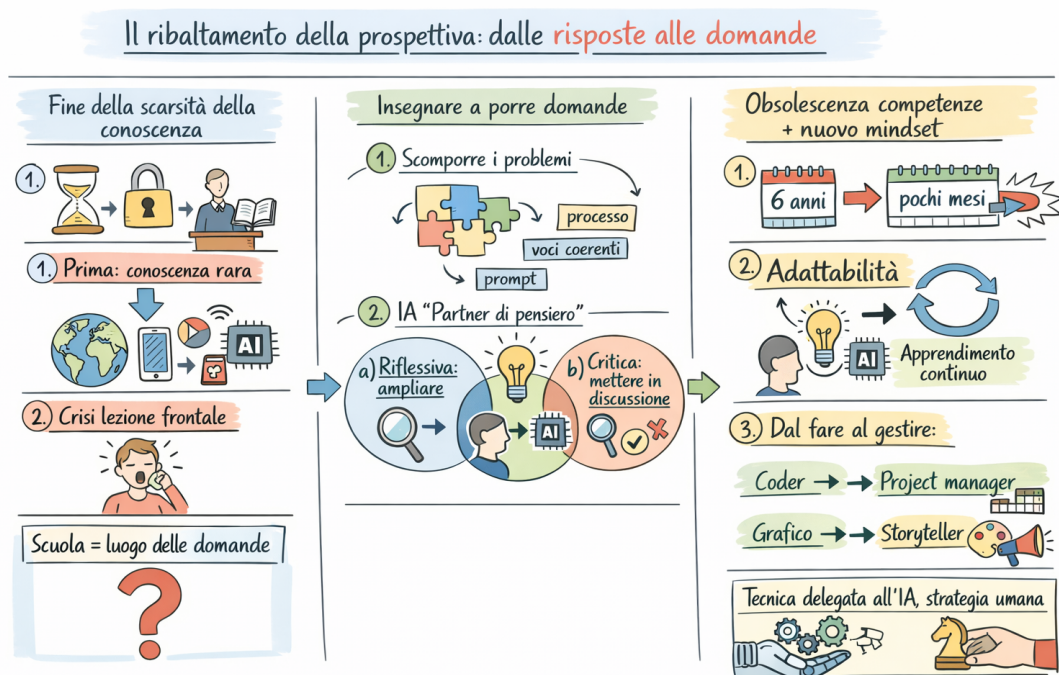 Il ribaltamento della prospettiva: dalle risposte alle domande
Fine della scarsità della
conoscenza
1.
1. Prima: conoscenza rara
AI
2. Crisi lezione frontale
Scuola = luogo delle domande
?
Insegnare a porre domande
1. Scomporre i problemi
processo
voci coerenti
prompt
2. IA "Partner di pensiero"
a) Riflessiva:
ampliare
AI
b) Critica:
mettere in
discussione
Obsolescenza competenze
+ nuovo mindset
1.
6 anni
pochi mesi
2. Adattabilità
AI
Apprendimento
continuo
3. Dal fare al gestire:
Coder → → Project manager
Grafico → → Storyteller
Tecnica delegata all'IA, strategia umana